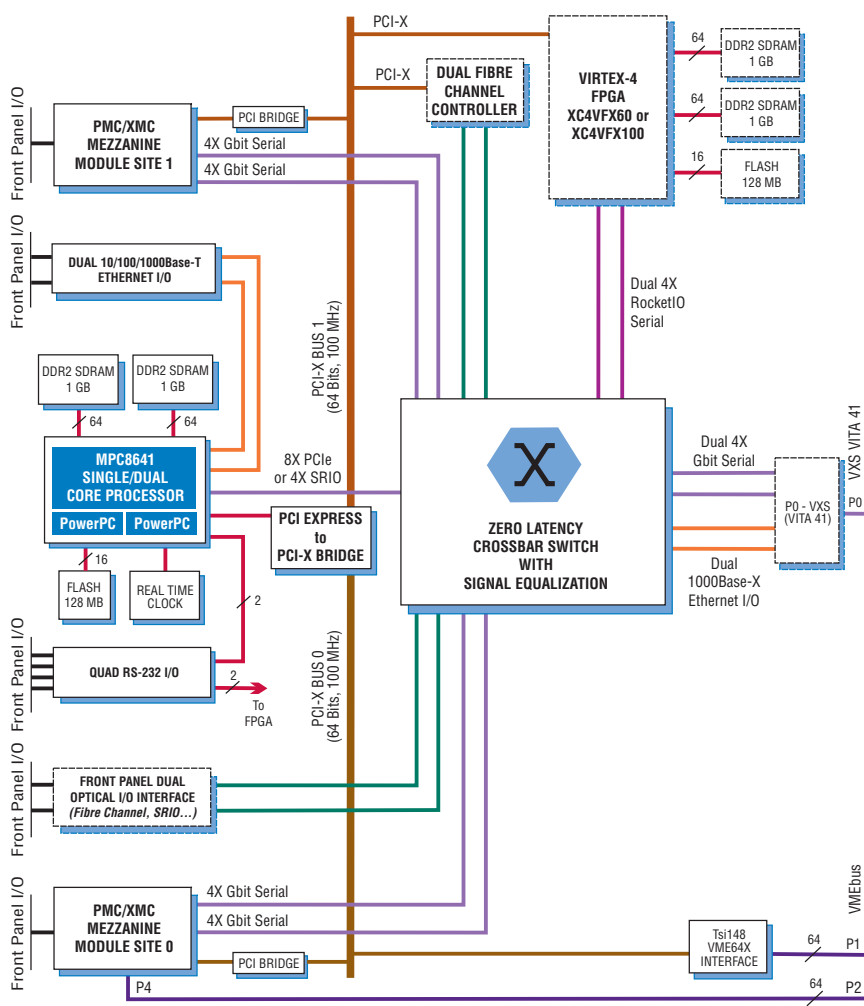 PCI-X
PCI-X
Front Panel I/O
PMC/XMC
MEZZANINE
MODULE SITE 1
PCI BRIDGE
4X Gbit Serial
4X Gbit Serial
DUAL FIBRE
CHANNEL
CONTROLLER
VIRTEX-4
FPGA
XC4VFX60 or
XC4VFX100
64
DDR2 SDRAM
1 GB
64
DDR2 SDRAM
1 GB
16
FLASH
128 MB
Front Panel I/O
DUAL 10/100/1000Base-T
ETHERNET I/O
PCI-X BUS 1
(64 Bits, 100 MHz)
Dual 4X
RocketIO
Serial
DDR2 SDRAM
1 GB
DDR2 SDRAM
1 GB
64
64
MPC8641
SINGLE/DUAL
CORE PROCESSOR
PowerPC
PowerPC
8X PCIe
or 4X SRIO
PCI EXPRESS
to
PCI-X BRIDGE
16
FLASH
128 MB
REAL TIME
CLOCK
2
X
ZERO LATENCY
CROSSBAR SWITCH
WITH
SIGNAL EQUALIZATION
Dual 4X
Gbit Serial
Dual
1000Base-X
Ethernet I/O
P0 - VXS
(VITA 41)
VXS VITA 41
P0
Front Panel I/O
QUAD RS-232 I/O
2
To
FPGA
PCI-X BUS 0
(64 Bits, 100 MHz)
Front Panel I/O
FRONT PANEL DUAL
OPTICAL I/O INTERFACE
(Fibre Channel, SRIO...)
Front Panel I/O
PMC/XMC
MEZZANINE
MODULE SITE 0
4X Gbit Serial
4X Gbit Serial
PCI BRIDGE
P4
Tsi148
VME64X
INTERFACE
VMEbus
64
P1
64
P2